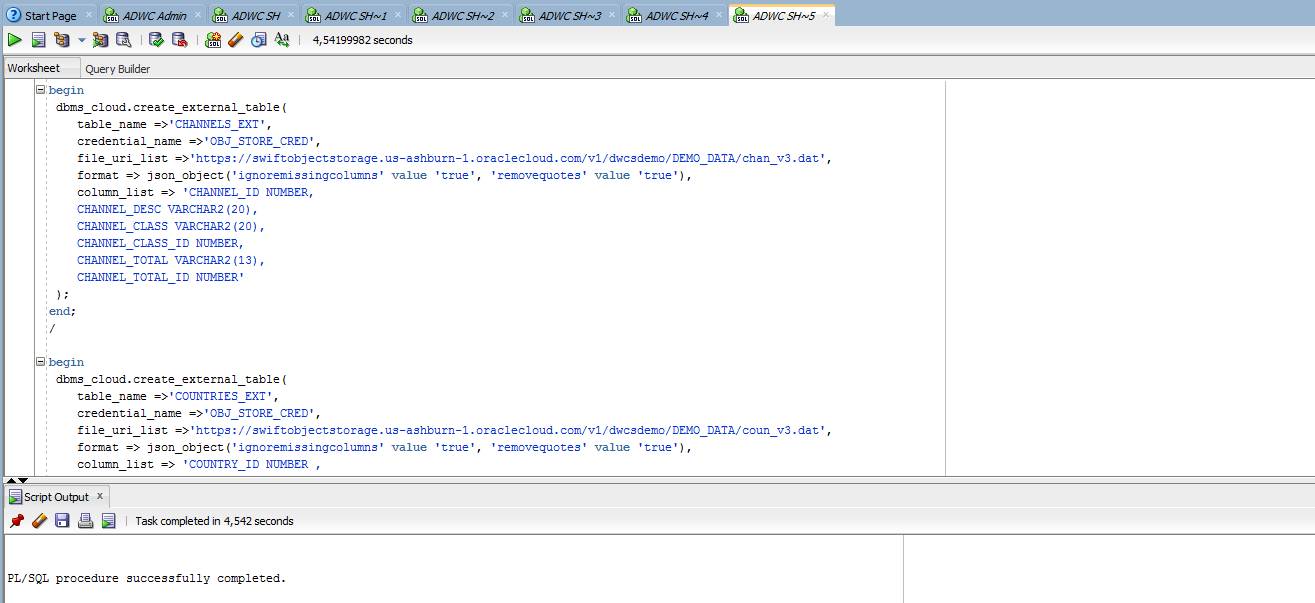 Start Page ADWC Admin ADWC SH ADWC SH~1 ADWC SH~2 ADWC SH~3 ADWC SH~4 ADWC SH~5
4,54199982 seconds
Worksheet Query Builder
begin
dbms_cloud.create_external_table(
table_name =>'CHANNELS_EXT',
credential_name =>'OBJ_STORE_CRED',
file_uri_list =>'https://swiftobjectstorage.us-ashburn-1.oraclecloud.com/v1/dwcsdemo/DEMO_DATA/chan_v3.dat',
format => json_object('ignoremissingcolumns' value 'true', 'removequotes' value 'true'),
column_list => 'CHANNEL_ID NUMBER,
CHANNEL_DESC VARCHAR2(20),
CHANNEL_CLASS VARCHAR2(20),
CHANNEL_CLASS_ID NUMBER,
CHANNEL_TOTAL VARCHAR2(13),
CHANNEL_TOTAL_ID NUMBER'
);
end;
/
begin
dbms_cloud.create_external_table(
table_name =>'COUNTRIES_EXT',
credential_name =>'OBJ_STORE_CRED',
file_uri_list =>'https://swiftobjectstorage.us-ashburn-1.oraclecloud.com/v1/dwcsdemo/DEMO_DATA/coun_v3.dat',
format => json_object('ignoremissingcolumns' value 'true', 'removequotes' value 'true'),
column_list => 'COUNTRY_ID NUMBER ,
Script Output x
Task completed in 4,542 seconds
PL/SQL procedure successfully completed.